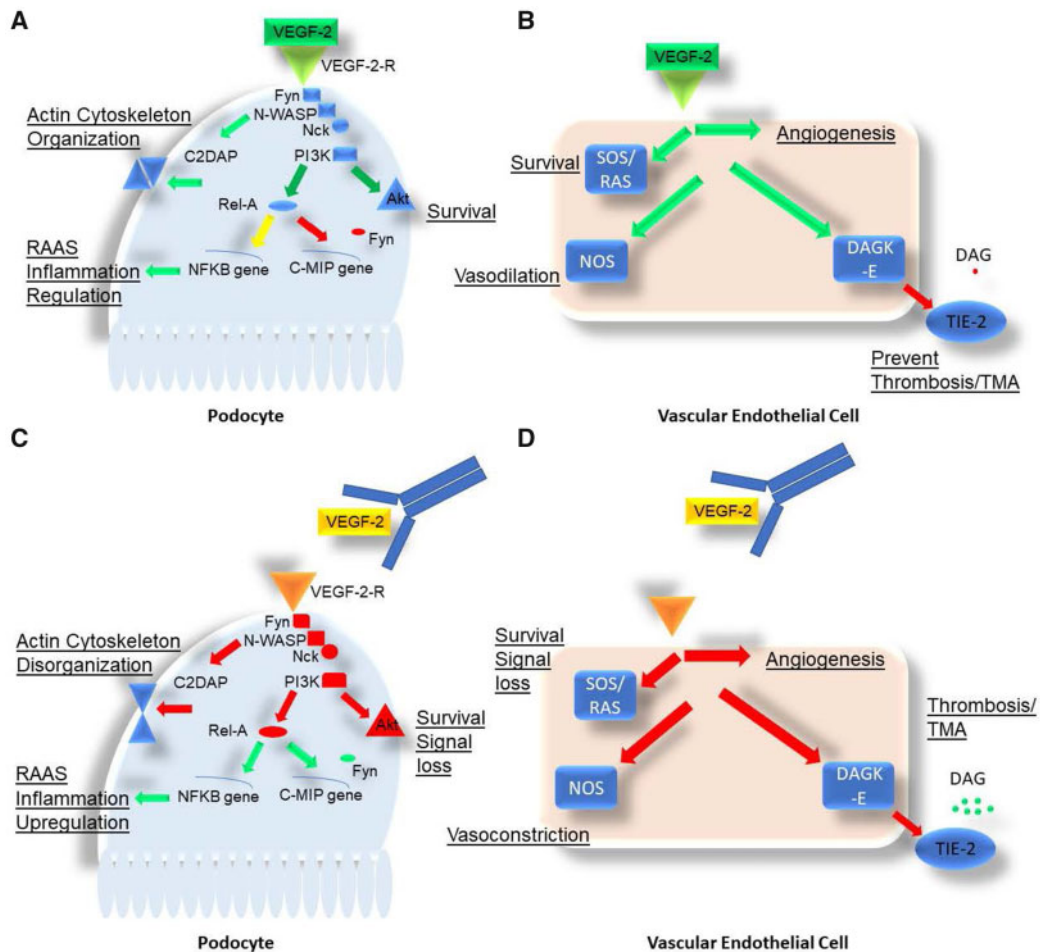 A
VEGF-2
VEGF-2-R
Fyn
N-WASP
Nck
Actin Cytoskeleton
Organization
C2DAP
PI3K
Rel-A
Akt
Survival
Fyn
RAAS
Inflammation
Regulation
NFKB gene
C-MIP gene
Podocyte
B
VEGF-2
Angiogenesis
Survival
SOS/
RAS
Vasodilation
NOS
DAGK
-E
DAG
TIE-2
Prevent
Thrombosis/TMA
Vascular Endothelial Cell
C
VEGF-2
VEGF-2-R
Fyn
N-WASP
Nck
Actin Cytoskeleton
Disorganization
C2DAP
PI3K
Rel-A
Akt
Survival
Signal
loss
Fyn
RAAS
Inflammation
Upregulation
NFKB gene
C-MIP gene
Podocyte
D
VEGF-2
Survival
Signal
loss
Angiogenesis
SOS/
RAS
Thrombosis/
TMA
NOS
DAGK
-E
DAG
Vasoconstriction
TIE-2
Vascular Endothelial Cell